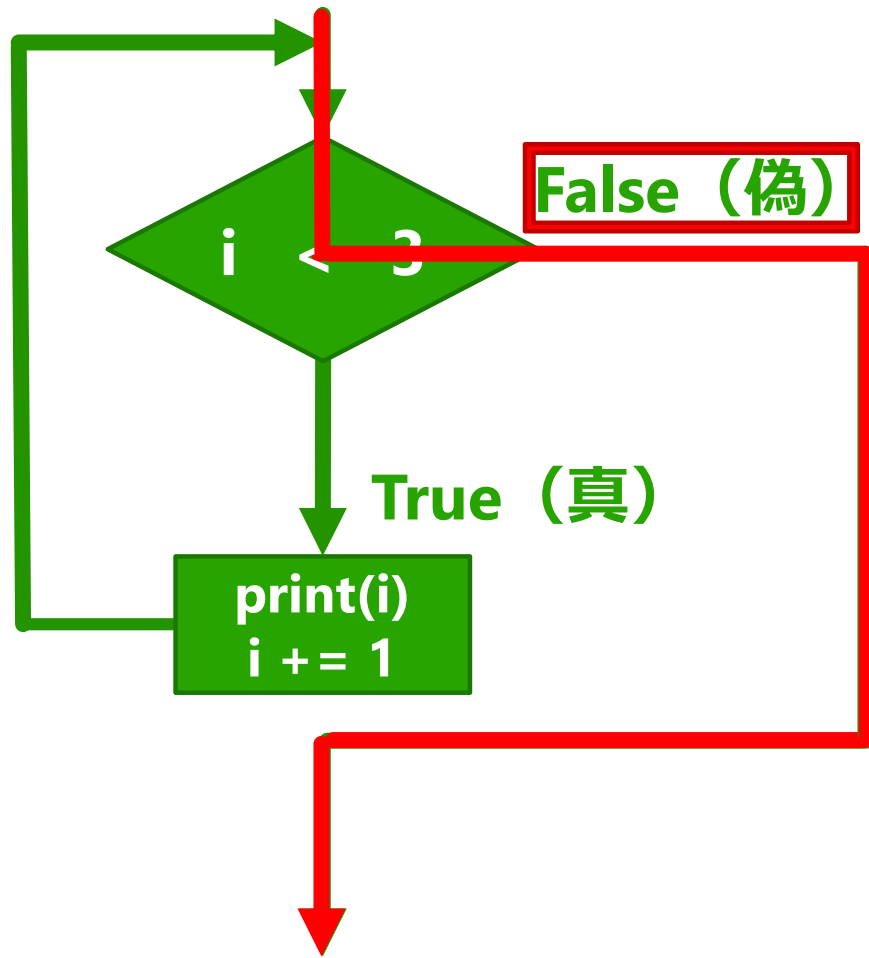 False（偽）
i < 3
True（真）
print(i)
i += 1